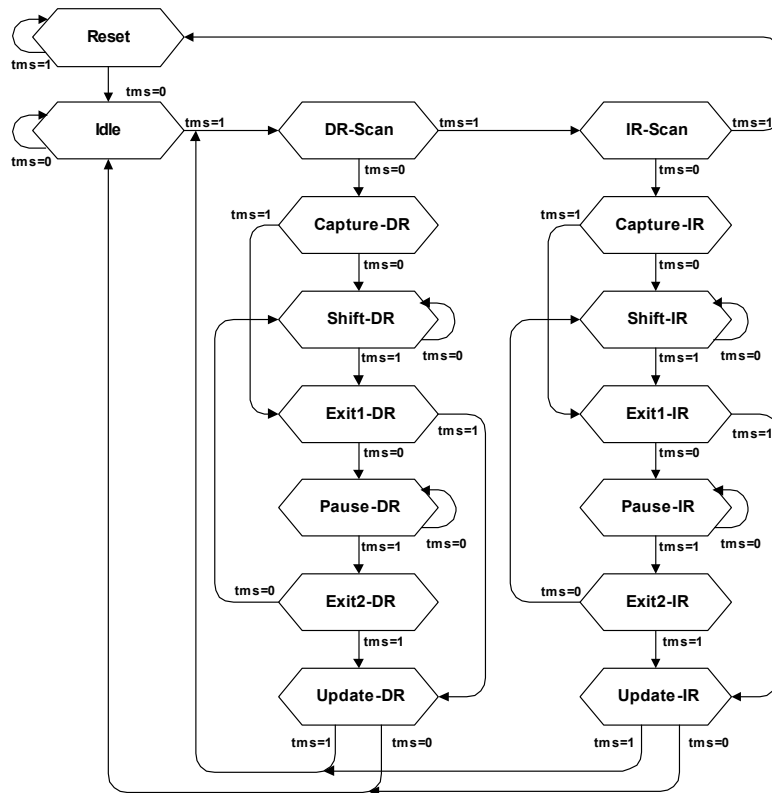 Reset
tms=1
tms=0
Idle
tms=1
DR-Scan
tms=1
IR-Scan
tms=1
tms=0
tms=0
tms=0
tms=1
Capture-DR
tms=1
Capture-IR
tms=0
tms=0
Shift-DR
Shift-IR
tms=1
tms=0
tms=1
tms=0
Exit1-DR
tms=1
Exit1-IR
tms=1
tms=0
tms=0
Pause-DR
Pause-IR
tms=1
tms=0
tms=1
tms=0
tms=0
Exit2-DR
tms=0
Exit2-IR
tms=1
tms=1
Update-DR
Update-IR
tms=1
tms=0
tms=1
tms=0